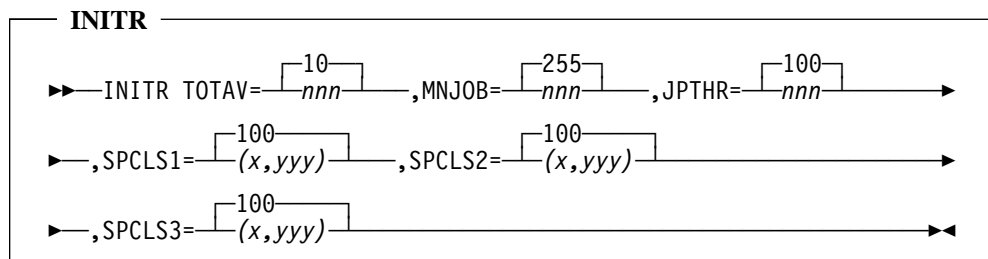 INITR
10 255 100
INITR TOTAV= nnn ,MNJOB= nnn ,JPTHR= nnn
100 100
,SPCLS1= (x,yyy) ,SPCLS2= (x,yyy)
100
,SPCLS3= (x,yyy)